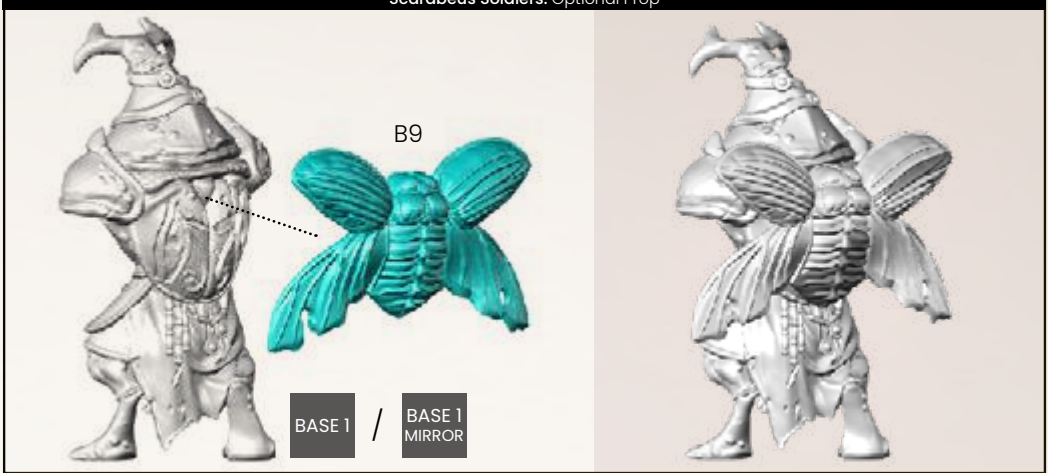 Scarabeus Soldiers: Optional Prop
B9
BASE 1
/
BASE 1
MIRROR